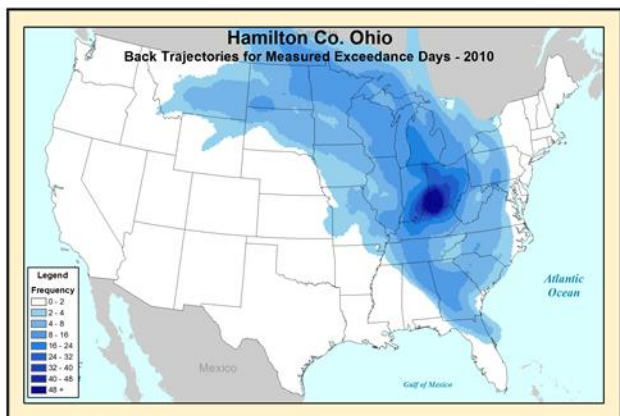 Hamilton Co. Ohio
Back Trajectories for Measured Exceedance Days - 2010
Legend
Frequency
0 - 2
2 - 4
4 - 8
8 - 16
16 - 24
24 - 32
32 - 40
40 - 48
48 +
Mexico
Gulf of Mexico
Atlantic
Ocean